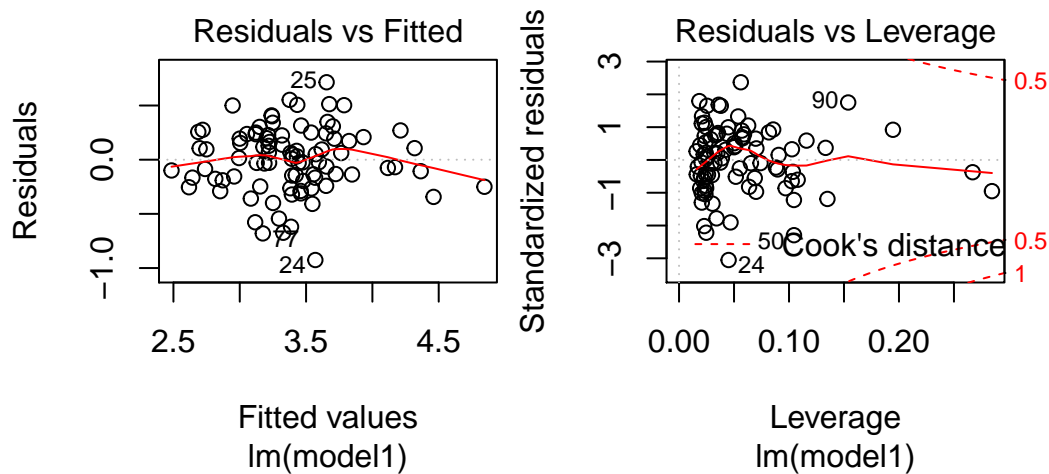 Residuals vs Fitted
Residuals
0.0
−1.0
25
77
24
2.5
3.5
4.5
Fitted values
lm(model1)
Residuals vs Leverage
Standardized residuals
3
1
−1
−3
90
50
24
Cook's distance
0.5
0.5
1
0.00
0.10
0.20
Leverage
lm(model1)